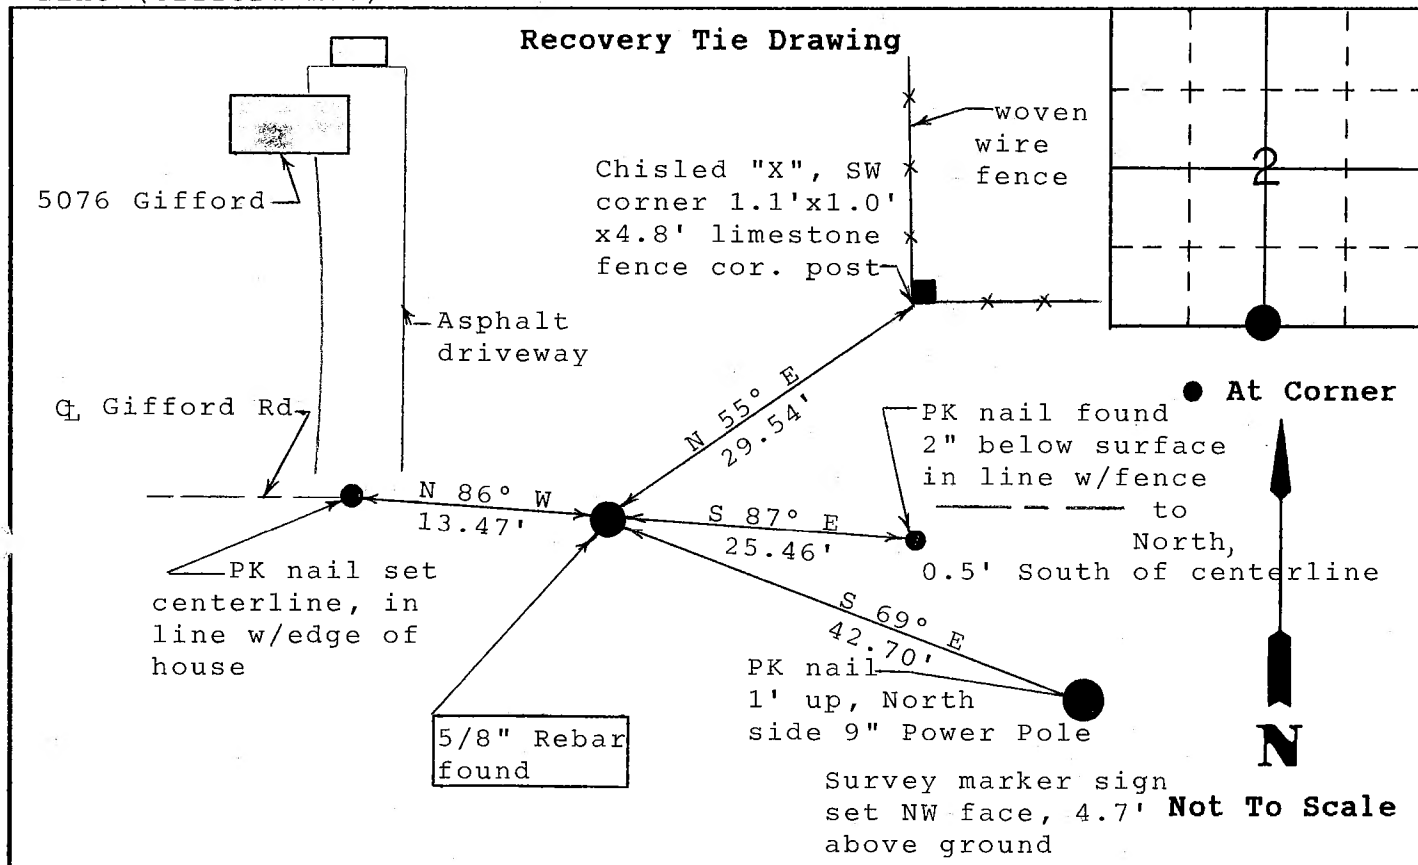 Recovery Tie Drawing
woven
wire
fence
Chisled "X", SW
corner 1.1'x1.0'
x4.8' limestone
fence cor. post
2
5076 Gifford
Asphalt
driveway
℄ Gifford Rd.
N 55° E
29.54'
At Corner
PK nail found
2" below surface
in line w/fence
to
North,
0.5' South of centerline
N 86° W
13.47'
S 87° E
25.46'
PK nail set
centerline, in
line w/edge of
house
S 69° E
42.70'
PK nail
1' up, North
side 9" Power Pole
5/8" Rebar
found
N
Survey marker sign
set NW face, 4.7'
above ground
Not To Scale